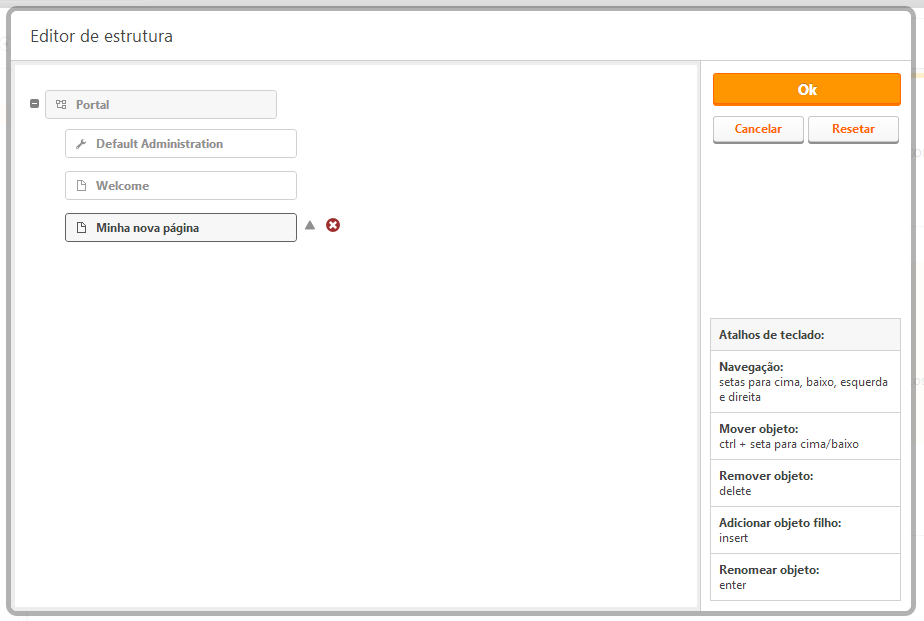 Editor de estrutura
Portal
Default Administration
Welcome
Minha nova página
Ok
Cancelar
Resetar
Atalhos de teclado:
Navegação:
setas para cima, baixo, esquerda
e direita
Mover objeto:
ctrl + seta para cima/baixo
Remover objeto:
delete
Adicionar objeto filho:
insert
Renomear objeto:
enter